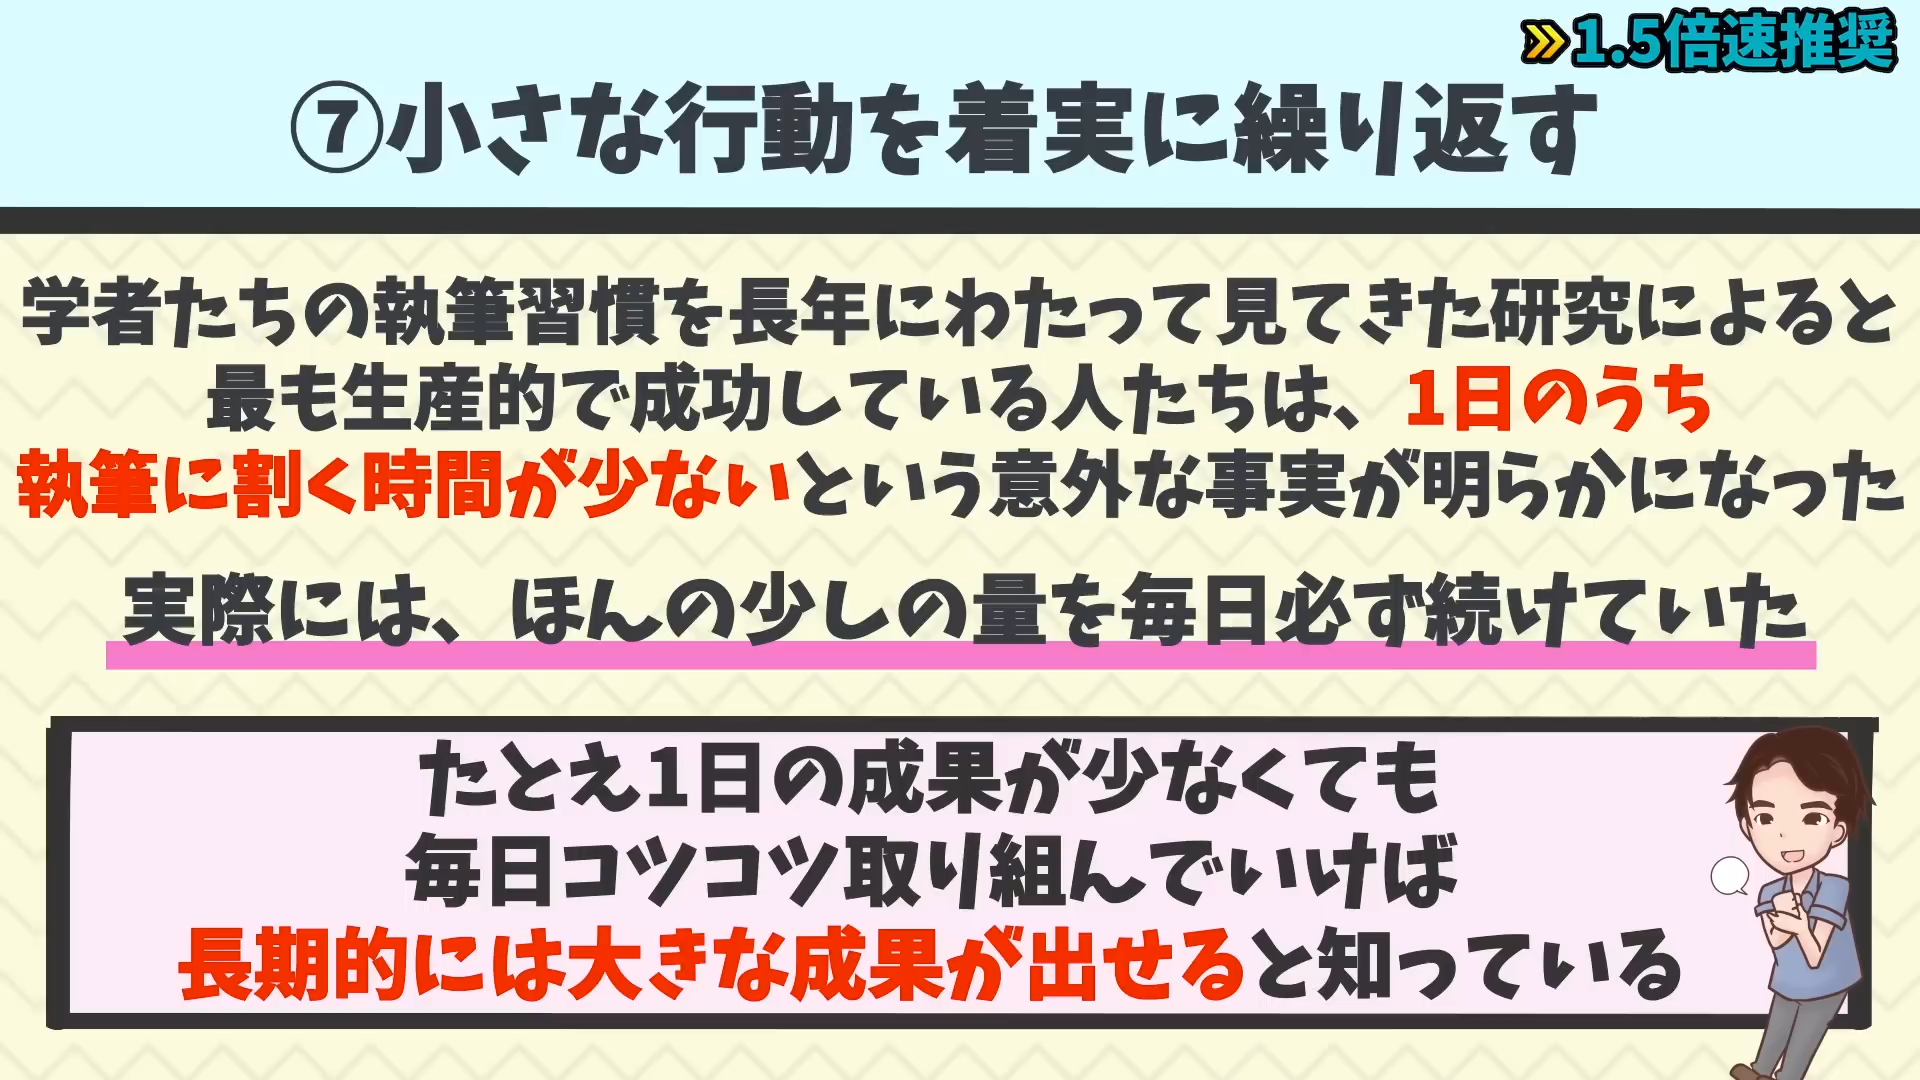 1.5倍速推奨
⑦小さな行動を着実に繰り返す
学者たちの執筆習慣を長年にわたって見てきた研究によると
最も生産的で成功している人たちは、1日のうち
執筆に割く時間が少ないという意外な事実が明らかになった
実際には、ほんの少しの量を毎日必ず続けていた
たとえ1日の成果が少なくても
毎日コツコツ取り組んでいけば
長期的には大きな成果が出せると知っている